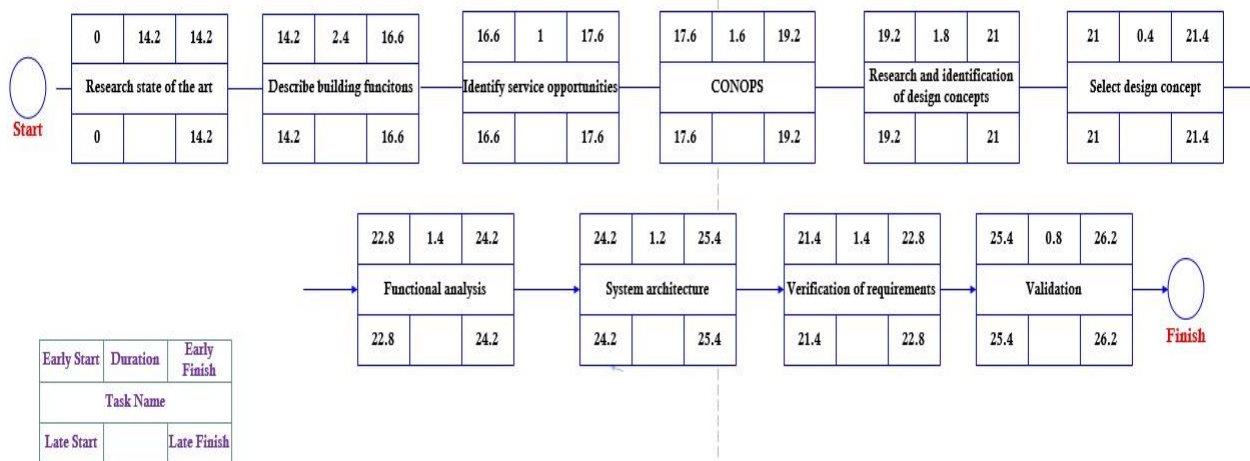 0 14.2 14.2 14.2 2.4 16.6 16.6 1 17.6 17.6 1.6 19.2 19.2 1.8 21 21 0.4 21.4
Research state of the art Describe building funcitons Identify service opportunities CONOPS Research and identification of design concepts Select design concept
Start
0 14.2 14.2 16.6 16.6 17.6 17.6 19.2 19.2 21 21 21.4
22.8 1.4 24.2 24.2 1.2 25.4 21.4 1.4 22.8 25.4 0.8 26.2
Functional analysis System architecture Verification of requirements Validation
22.8 24.2 24.2 25.4 21.4 22.8 25.4 26.2
Finish
Early Start Duration Early Finish
Task Name
Late Start Late Finish